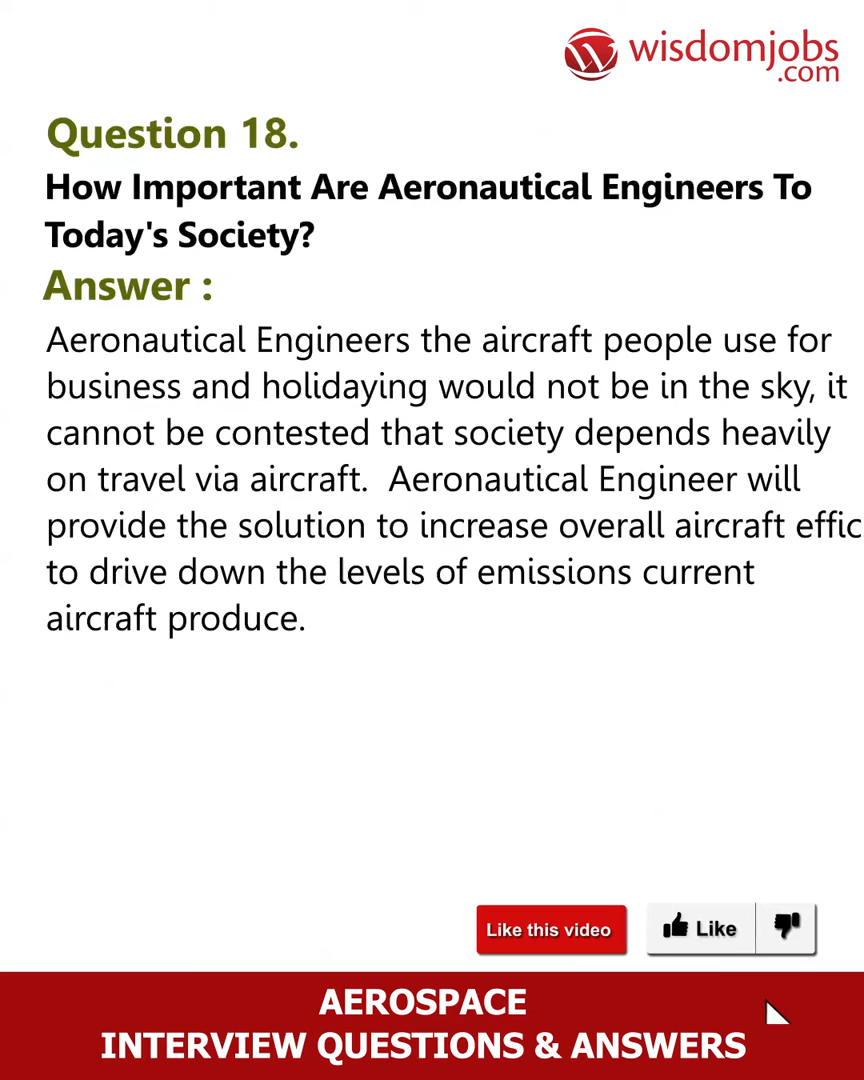 wisdomjobs
.com
Question 18.
How Important Are Aeronautical Engineers To
Today's Society?
Answer :
Aeronautical Engineers the aircraft people use for
business and holidaying would not be in the sky, it
cannot be contested that society depends heavily
on travel via aircraft.  Aeronautical Engineer will
provide the solution to increase overall aircraft effic
to drive down the levels of emissions current
aircraft produce.
Like this video
Like
AEROSPACE
INTERVIEW QUESTIONS & ANSWERS